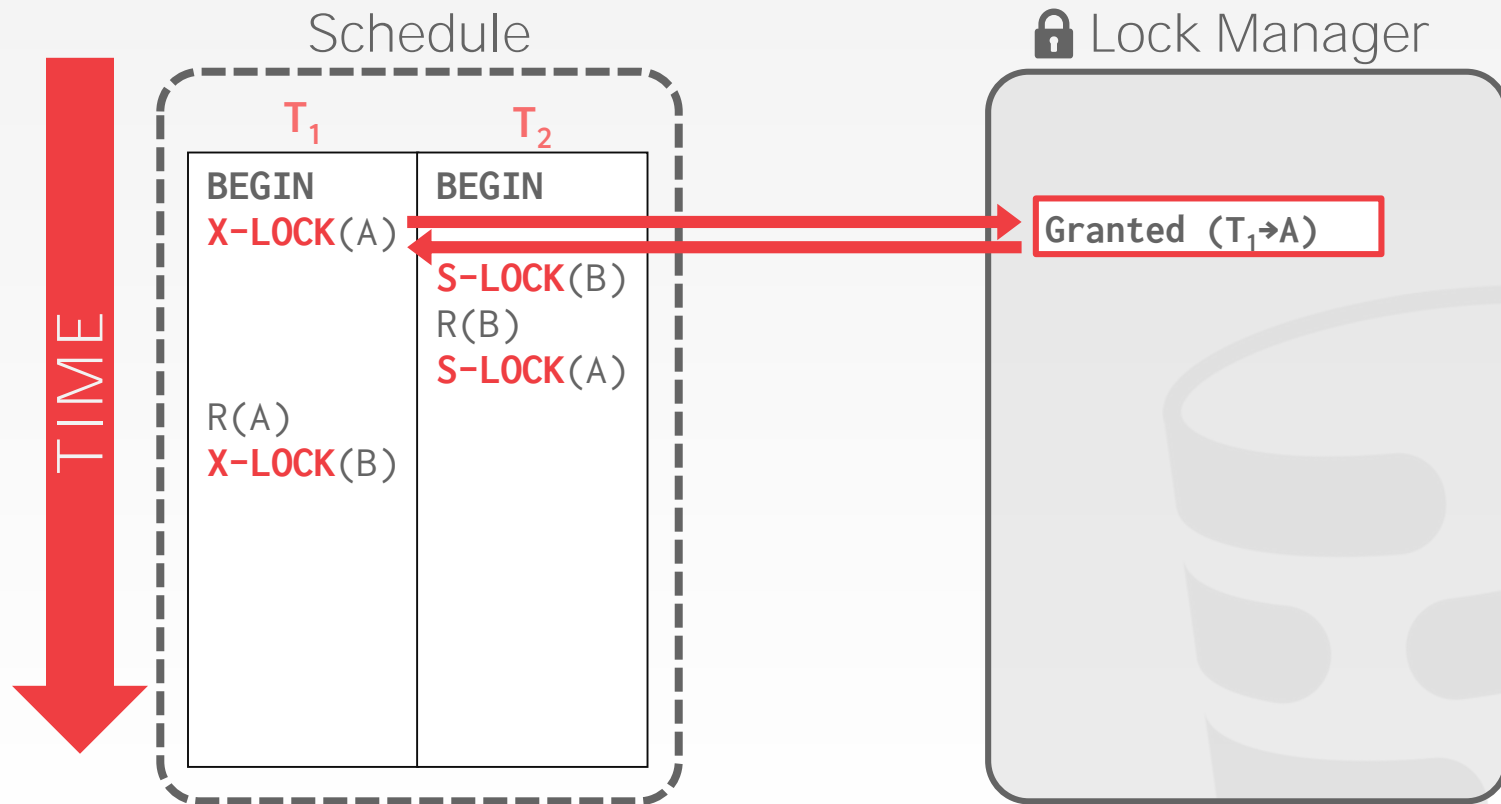 Schedule
Lock Manager
TIME
T1 T2
BEGIN BEGIN
X-LOCK(A)
Granted (T1→A)
S-LOCK(B)
R(B)
S-LOCK(A)
R(A)
X-LOCK(B)